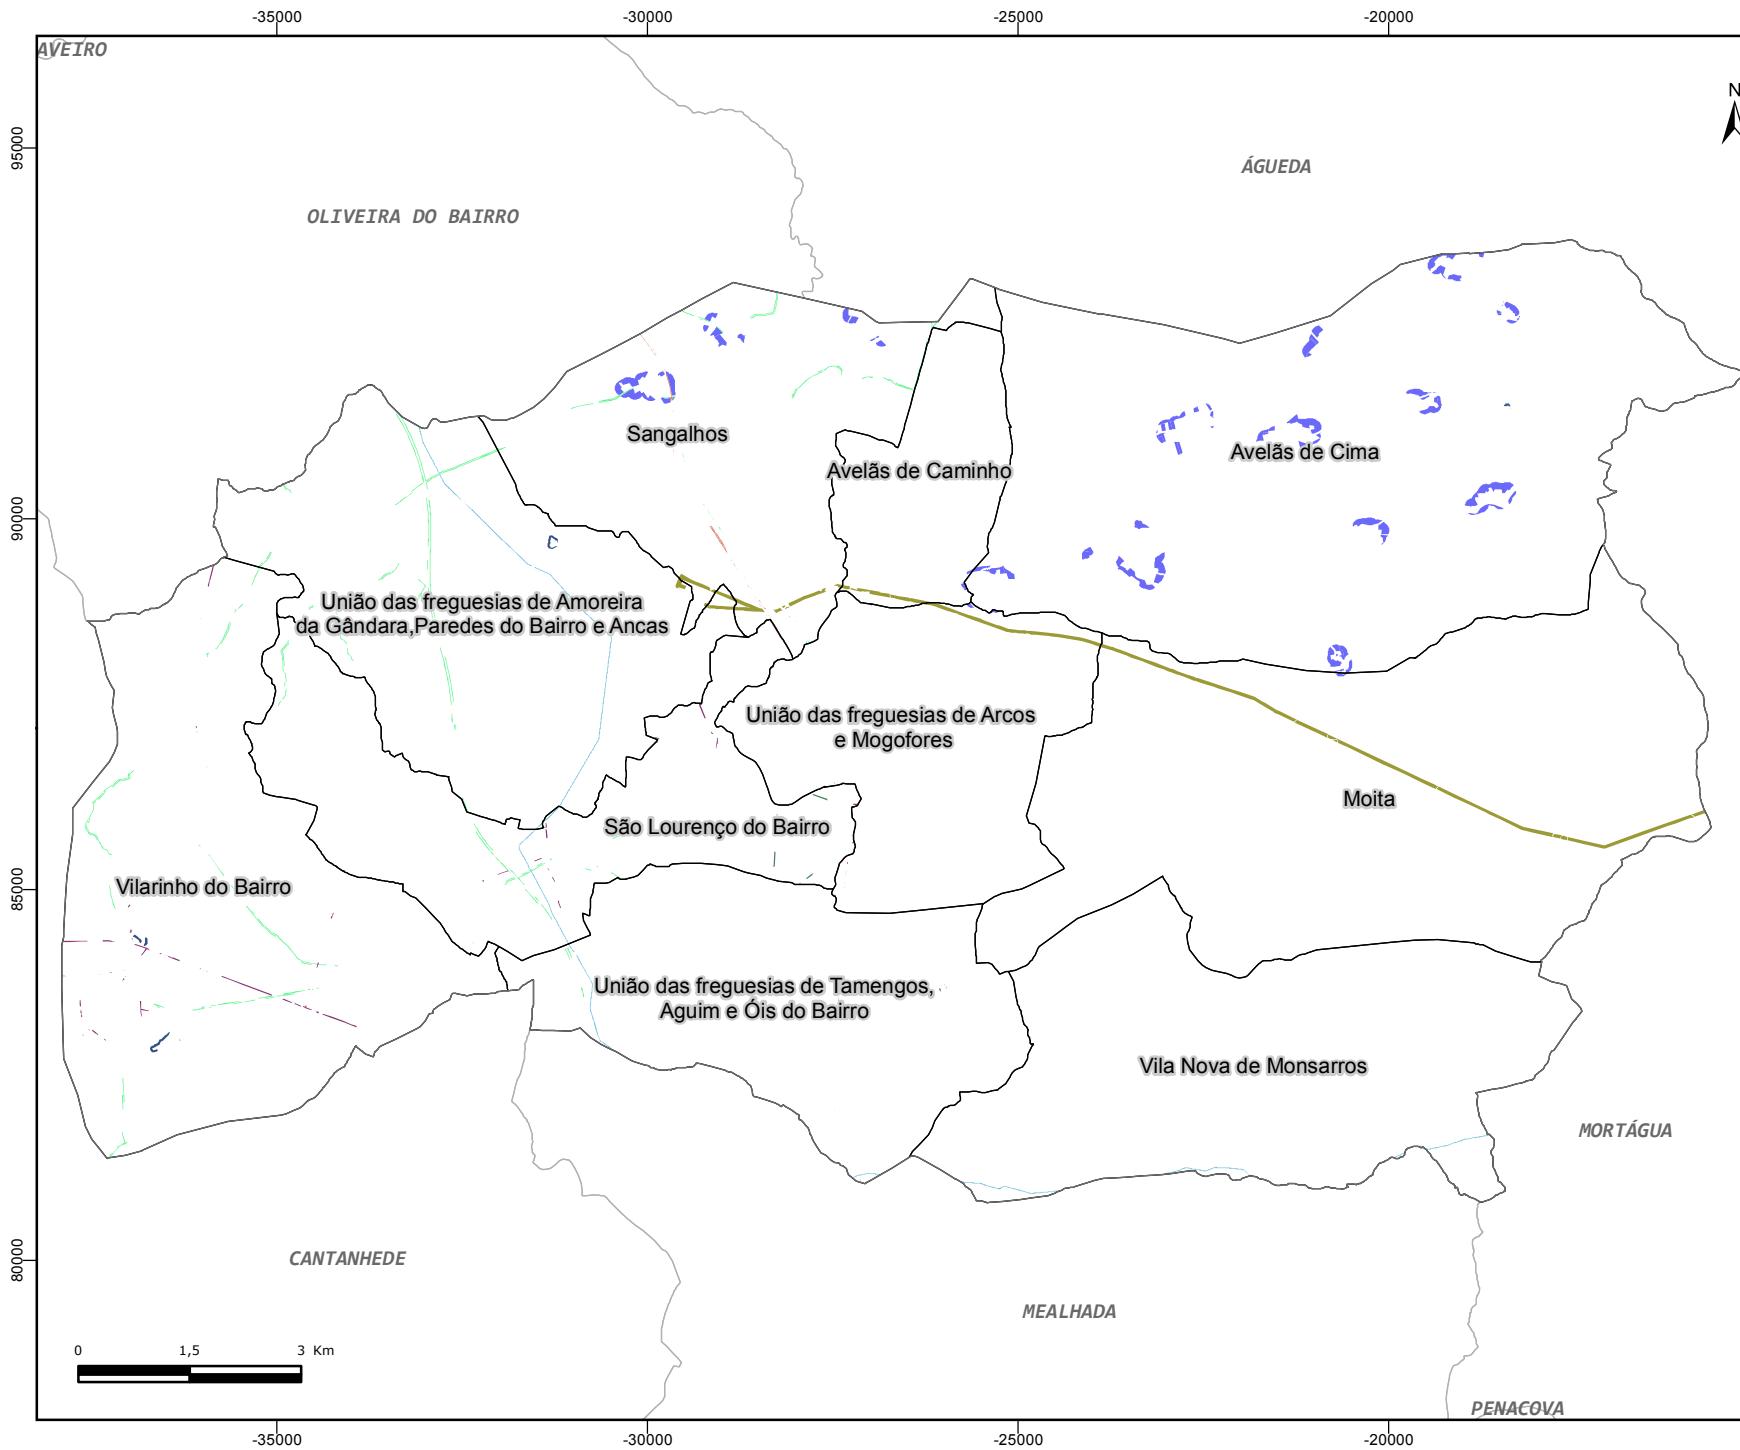 -35000
-30000
-25000
-20000
AVEIRO
N
95000
ÁGUEDA
OLIVEIRA DO BAIRRO
Sangalhos
Avelãs de Cima
Avelãs de Caminho
90000
União das freguesias de Amoreira
da Gândara,Paredes do Bairro e Ancas
União das freguesias de Arcos
e Mogofores
Moita
São Lourenço do Bairro
Vilarinho do Bairro
85000
União das freguesias de Tamengos,
Aguim e Óis do Bairro
Vila Nova de Monsarros
MORTÁGUA
CANTANHEDE
80000
MEALHADA
0 1,5 3 Km
PENACOVA
-35000
-30000
-25000
-20000